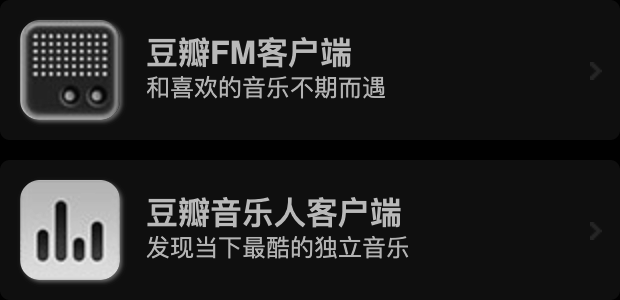 豆瓣FM客户端
和喜欢的音乐不期而遇
豆瓣音乐人客户端
发现当下最酷的独立音乐